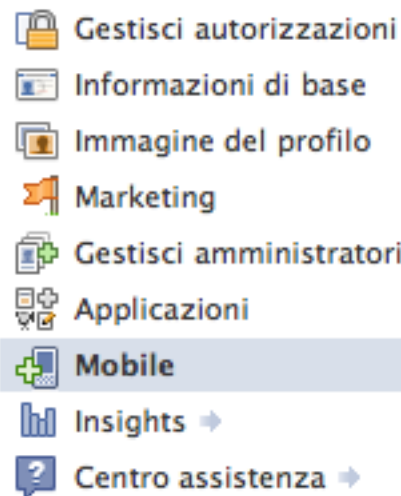 Gestisci autorizzazioni
Informazioni di base
Immagine del profilo
Marketing
Gestisci amministratori
Applicazioni
Mobile
Insights
Centro assistenza